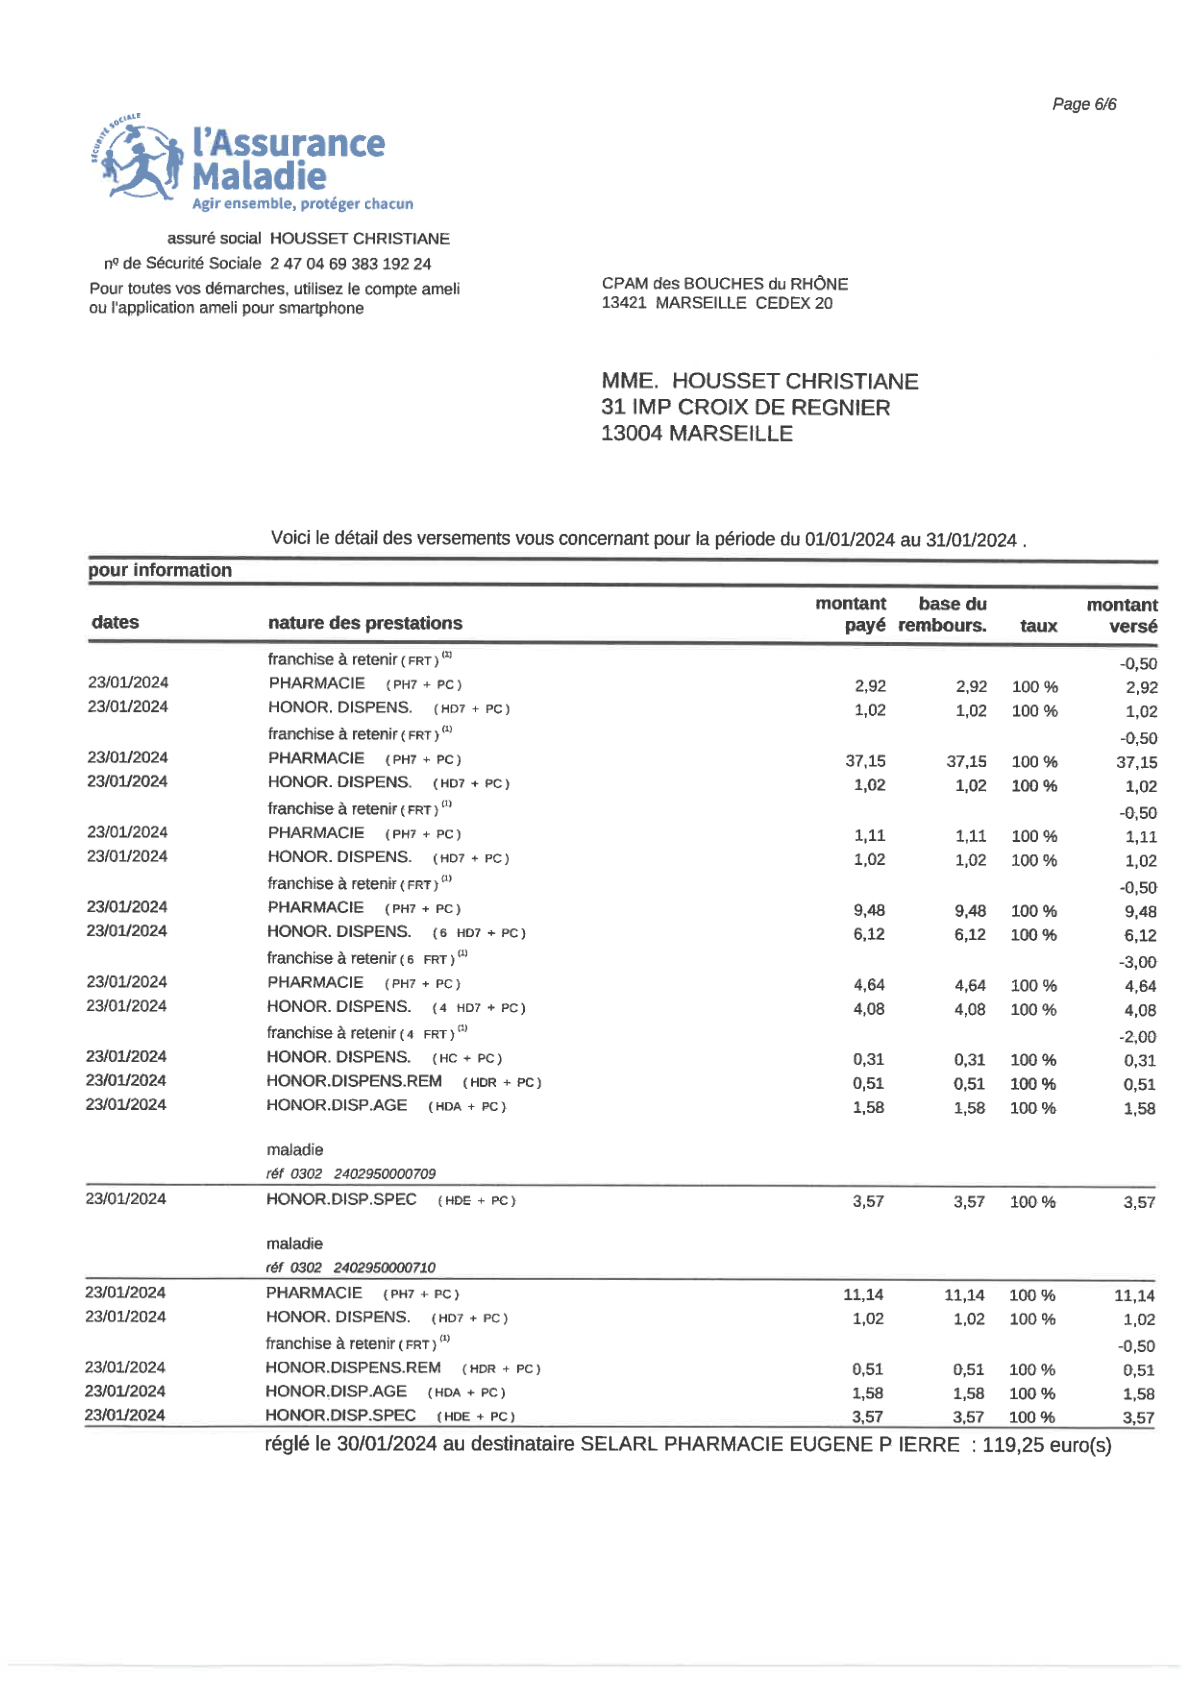 Page 6/6
SÉCURITÉ SOCIALE
l'Assurance
Maladie
Agir ensemble, protéger chacun
assuré social HOUSSET CHRISTIANE
nº de Sécurité Sociale 2 47 04 69 383 192 24
Pour toutes vos démarches, utilisez le compte ameli
ou l'application ameli pour smartphone
CPAM des BOUCHES du RHÔNE
13421 MARSEILLE CEDEX 20
MME. HOUSSET CHRISTIANE
31 IMP CROIX DE REGNIER
13004 MARSEILLE
Voici le détail des versements vous concernant pour la période du 01/01/2024 au 31/01/2024 .
pour information
dates nature des prestations montant payé base du rembours. taux montant versé
franchise à retenir ( FRT ) (1) -0,50
23/01/2024 PHARMACIE ( PH7 + PC ) 2,92 2,92 100 % 2,92
23/01/2024 HONOR. DISPENS. ( HD7 + PC ) 1,02 1,02 100 % 1,02
franchise à retenir ( FRT ) (1) -0,50
23/01/2024 PHARMACIE ( PH7 + PC ) 37,15 37,15 100 % 37,15
23/01/2024 HONOR. DISPENS. ( HD7 + PC ) 1,02 1,02 100 % 1,02
franchise à retenir ( FRT ) (1) -0,50
23/01/2024 PHARMACIE ( PH7 + PC ) 1,11 1,11 100 % 1,11
23/01/2024 HONOR. DISPENS. ( HD7 + PC ) 1,02 1,02 100 % 1,02
franchise à retenir ( FRT ) (1) -0,50
23/01/2024 PHARMACIE ( PH7 + PC ) 9,48 9,48 100 % 9,48
23/01/2024 HONOR. DISPENS. ( 6 HD7 + PC ) 6,12 6,12 100 % 6,12
franchise à retenir ( 6 FRT ) (1) -3,00
23/01/2024 PHARMACIE ( PH7 + PC ) 4,64 4,64 100 % 4,64
23/01/2024 HONOR. DISPENS. ( 4 HD7 + PC ) 4,08 4,08 100 % 4,08
franchise à retenir ( 4 FRT ) (1) -2,00
23/01/2024 HONOR. DISPENS. ( HC + PC ) 0,31 0,31 100 % 0,31
23/01/2024 HONOR.DISPENS.REM ( HDR + PC ) 0,51 0,51 100 % 0,51
23/01/2024 HONOR.DISP.AGE ( HDA + PC ) 1,58 1,58 100 % 1,58
maladie
réf 0302 2402950000709
23/01/2024 HONOR.DISP.SPEC ( HDE + PC ) 3,57 3,57 100 % 3,57
maladie
réf 0302 2402950000710
23/01/2024 PHARMACIE ( PH7 + PC ) 11,14 11,14 100 % 11,14
23/01/2024 HONOR. DISPENS. ( HD7 + PC ) 1,02 1,02 100 % 1,02
franchise à retenir ( FRT ) (1) -0,50
23/01/2024 HONOR.DISPENS.REM ( HDR + PC ) 0,51 0,51 100 % 0,51
23/01/2024 HONOR.DISP.AGE ( HDA + PC ) 1,58 1,58 100 % 1,58
23/01/2024 HONOR.DISP.SPEC ( HDE + PC ) 3,57 3,57 100 % 3,57
réglé le 30/01/2024 au destinataire SELARL PHARMACIE EUGENE P IERRE : 119,25 euro(s)